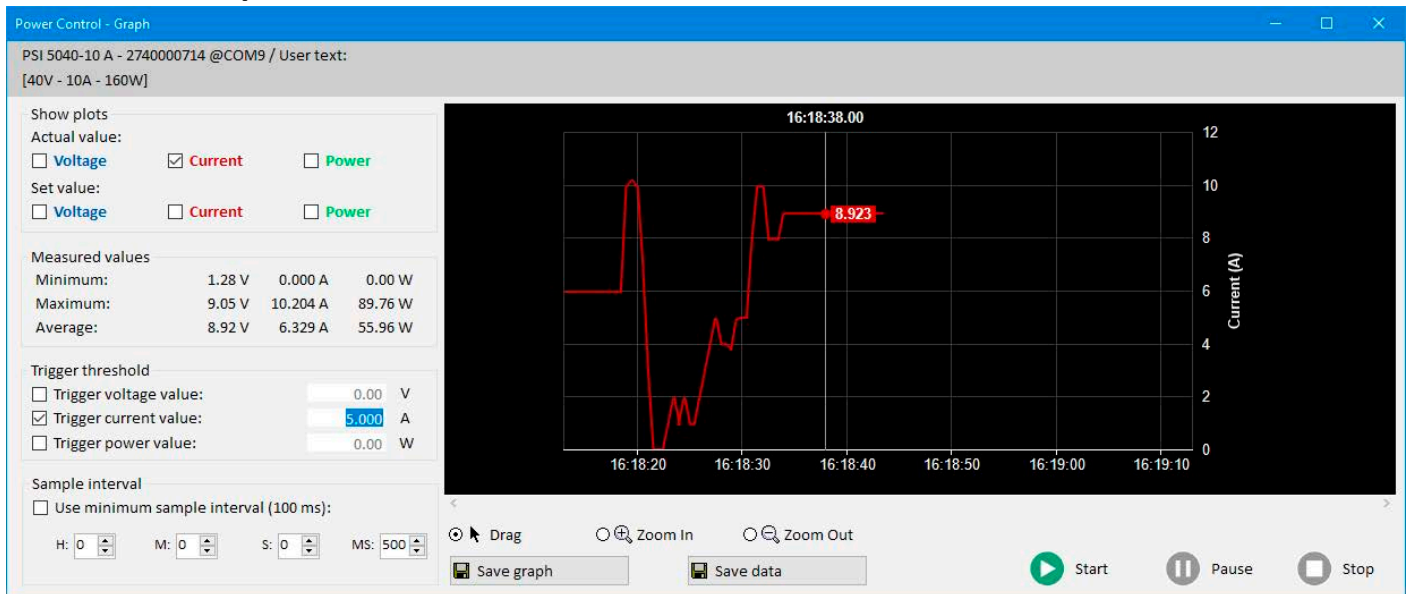 Power Control - Graph
PSI 5040-10 A - 2740000714 @COM9 / User text:
[40V - 10A - 160W]
Show plots
Actual value:
Voltage Current Power
Set value:
Voltage Current Power
Measured values
Minimum: 1.28 V 0.000 A 0.00 W
Maximum: 9.05 V 10.204 A 89.76 W
Average: 8.92 V 6.329 A 55.96 W
Trigger threshold
Trigger voltage value: 0.00 V
Trigger current value: 5.000 A
Trigger power value: 0.00 W
Sample interval
Use minimum sample interval (100 ms):
H: 0 M: 0 S: 0 MS: 500
16:18:38.00
12
10
8.923
8
6
4
2
0
Current (A)
16:18:20 16:18:30 16:18:40 16:18:50 16:19:00 16:19:10
Drag Zoom In Zoom Out
Save graph Save data
Start Pause Stop